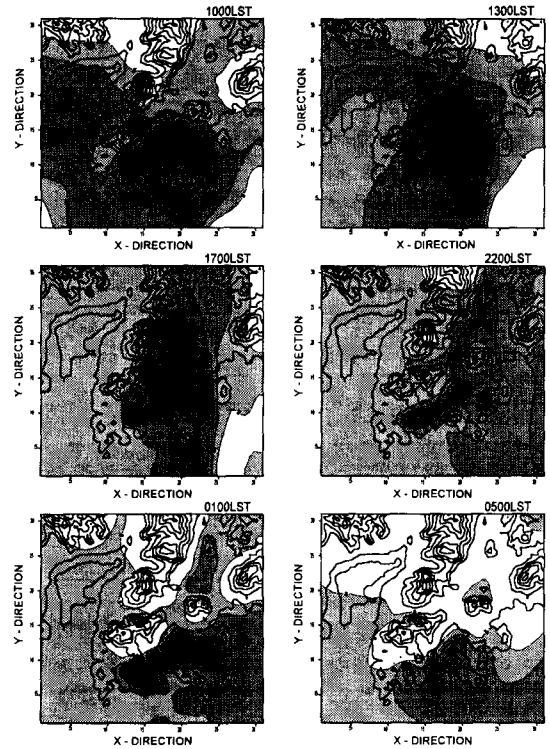 1000LST
Y - DIRECTION
X - DIRECTION
1300LST
Y - DIRECTION
X - DIRECTION
1700LST
Y - DIRECTION
X - DIRECTION
2200LST
Y - DIRECTION
X - DIRECTION
0100LST
Y - DIRECTION
X - DIRECTION
0500LST
Y - DIRECTION
X - DIRECTION